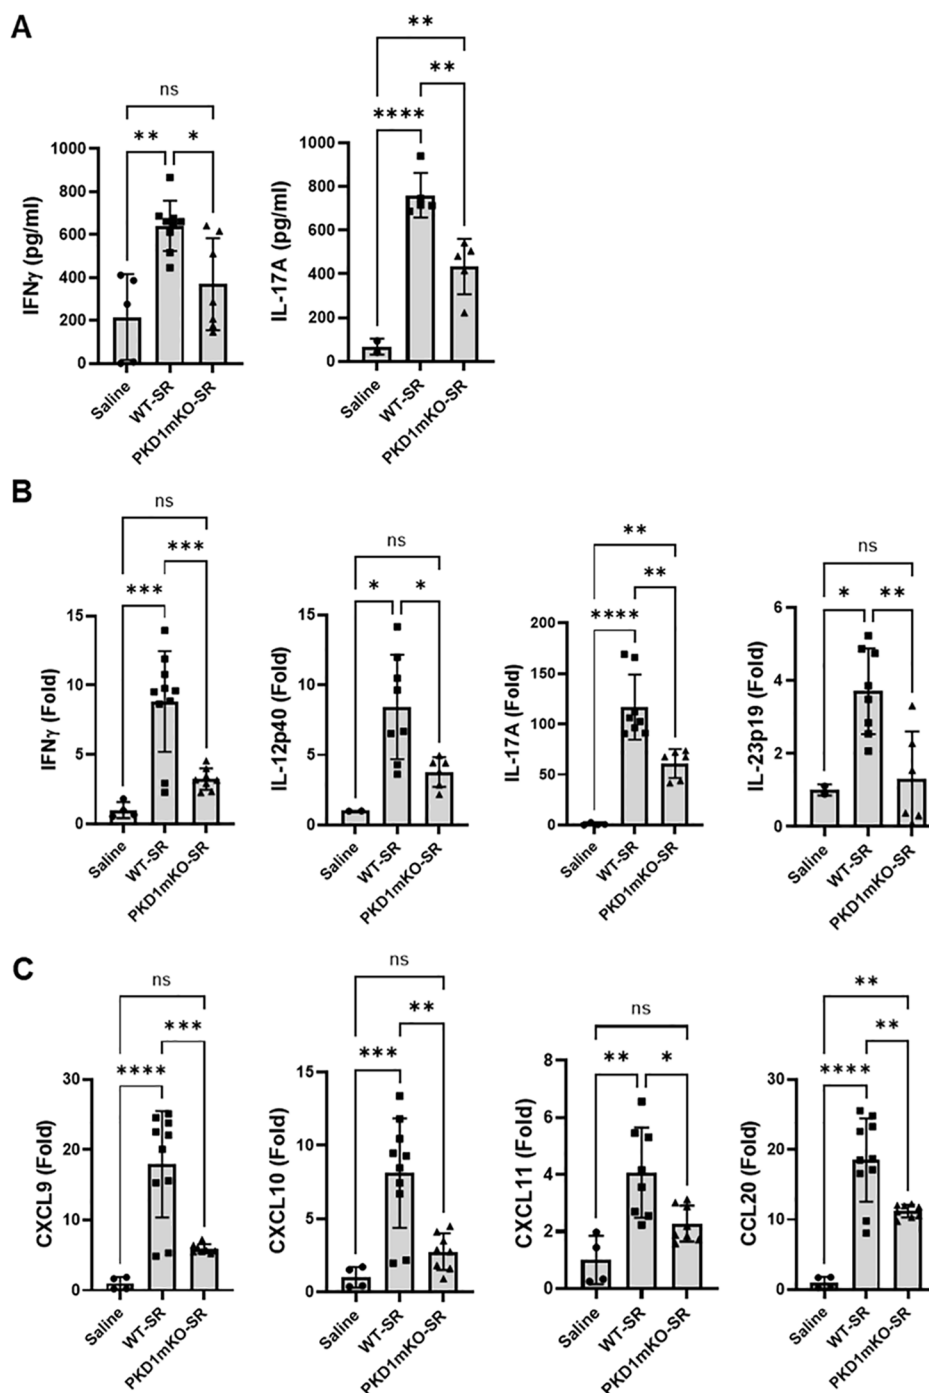 A
ns
** *
1000
800
600
400
200
0
IFNγ (pg/ml)
Saline
WT-SR
PKD1mKO-SR
**
**
****
1000
800
600
400
200
0
IL-17A (pg/ml)
Saline
WT-SR
PKD1mKO-SR
B
ns
***
***
15
10
5
0
IFNγ (Fold)
Saline
WT-SR
PKD1mKO-SR
ns
* *
15
10
5
0
IL-12p40 (Fold)
Saline
WT-SR
PKD1mKO-SR
**
**
****
200
150
100
50
0
IL-17A (Fold)
Saline
WT-SR
PKD1mKO-SR
ns
* **
6
4
2
0
IL-23p19 (Fold)
Saline
WT-SR
PKD1mKO-SR
C
ns
***
****
30
20
10
0
CXCL9 (Fold)
Saline
WT-SR
PKD1mKO-SR
ns
**
***
15
10
5
0
CXCL10 (Fold)
Saline
WT-SR
PKD1mKO-SR
ns
** *
8
6
4
2
0
CXCL11 (Fold)
Saline
WT-SR
PKD1mKO-SR
**
**
****
30
20
10
0
CCL20 (Fold)
Saline
WT-SR
PKD1mKO-SR